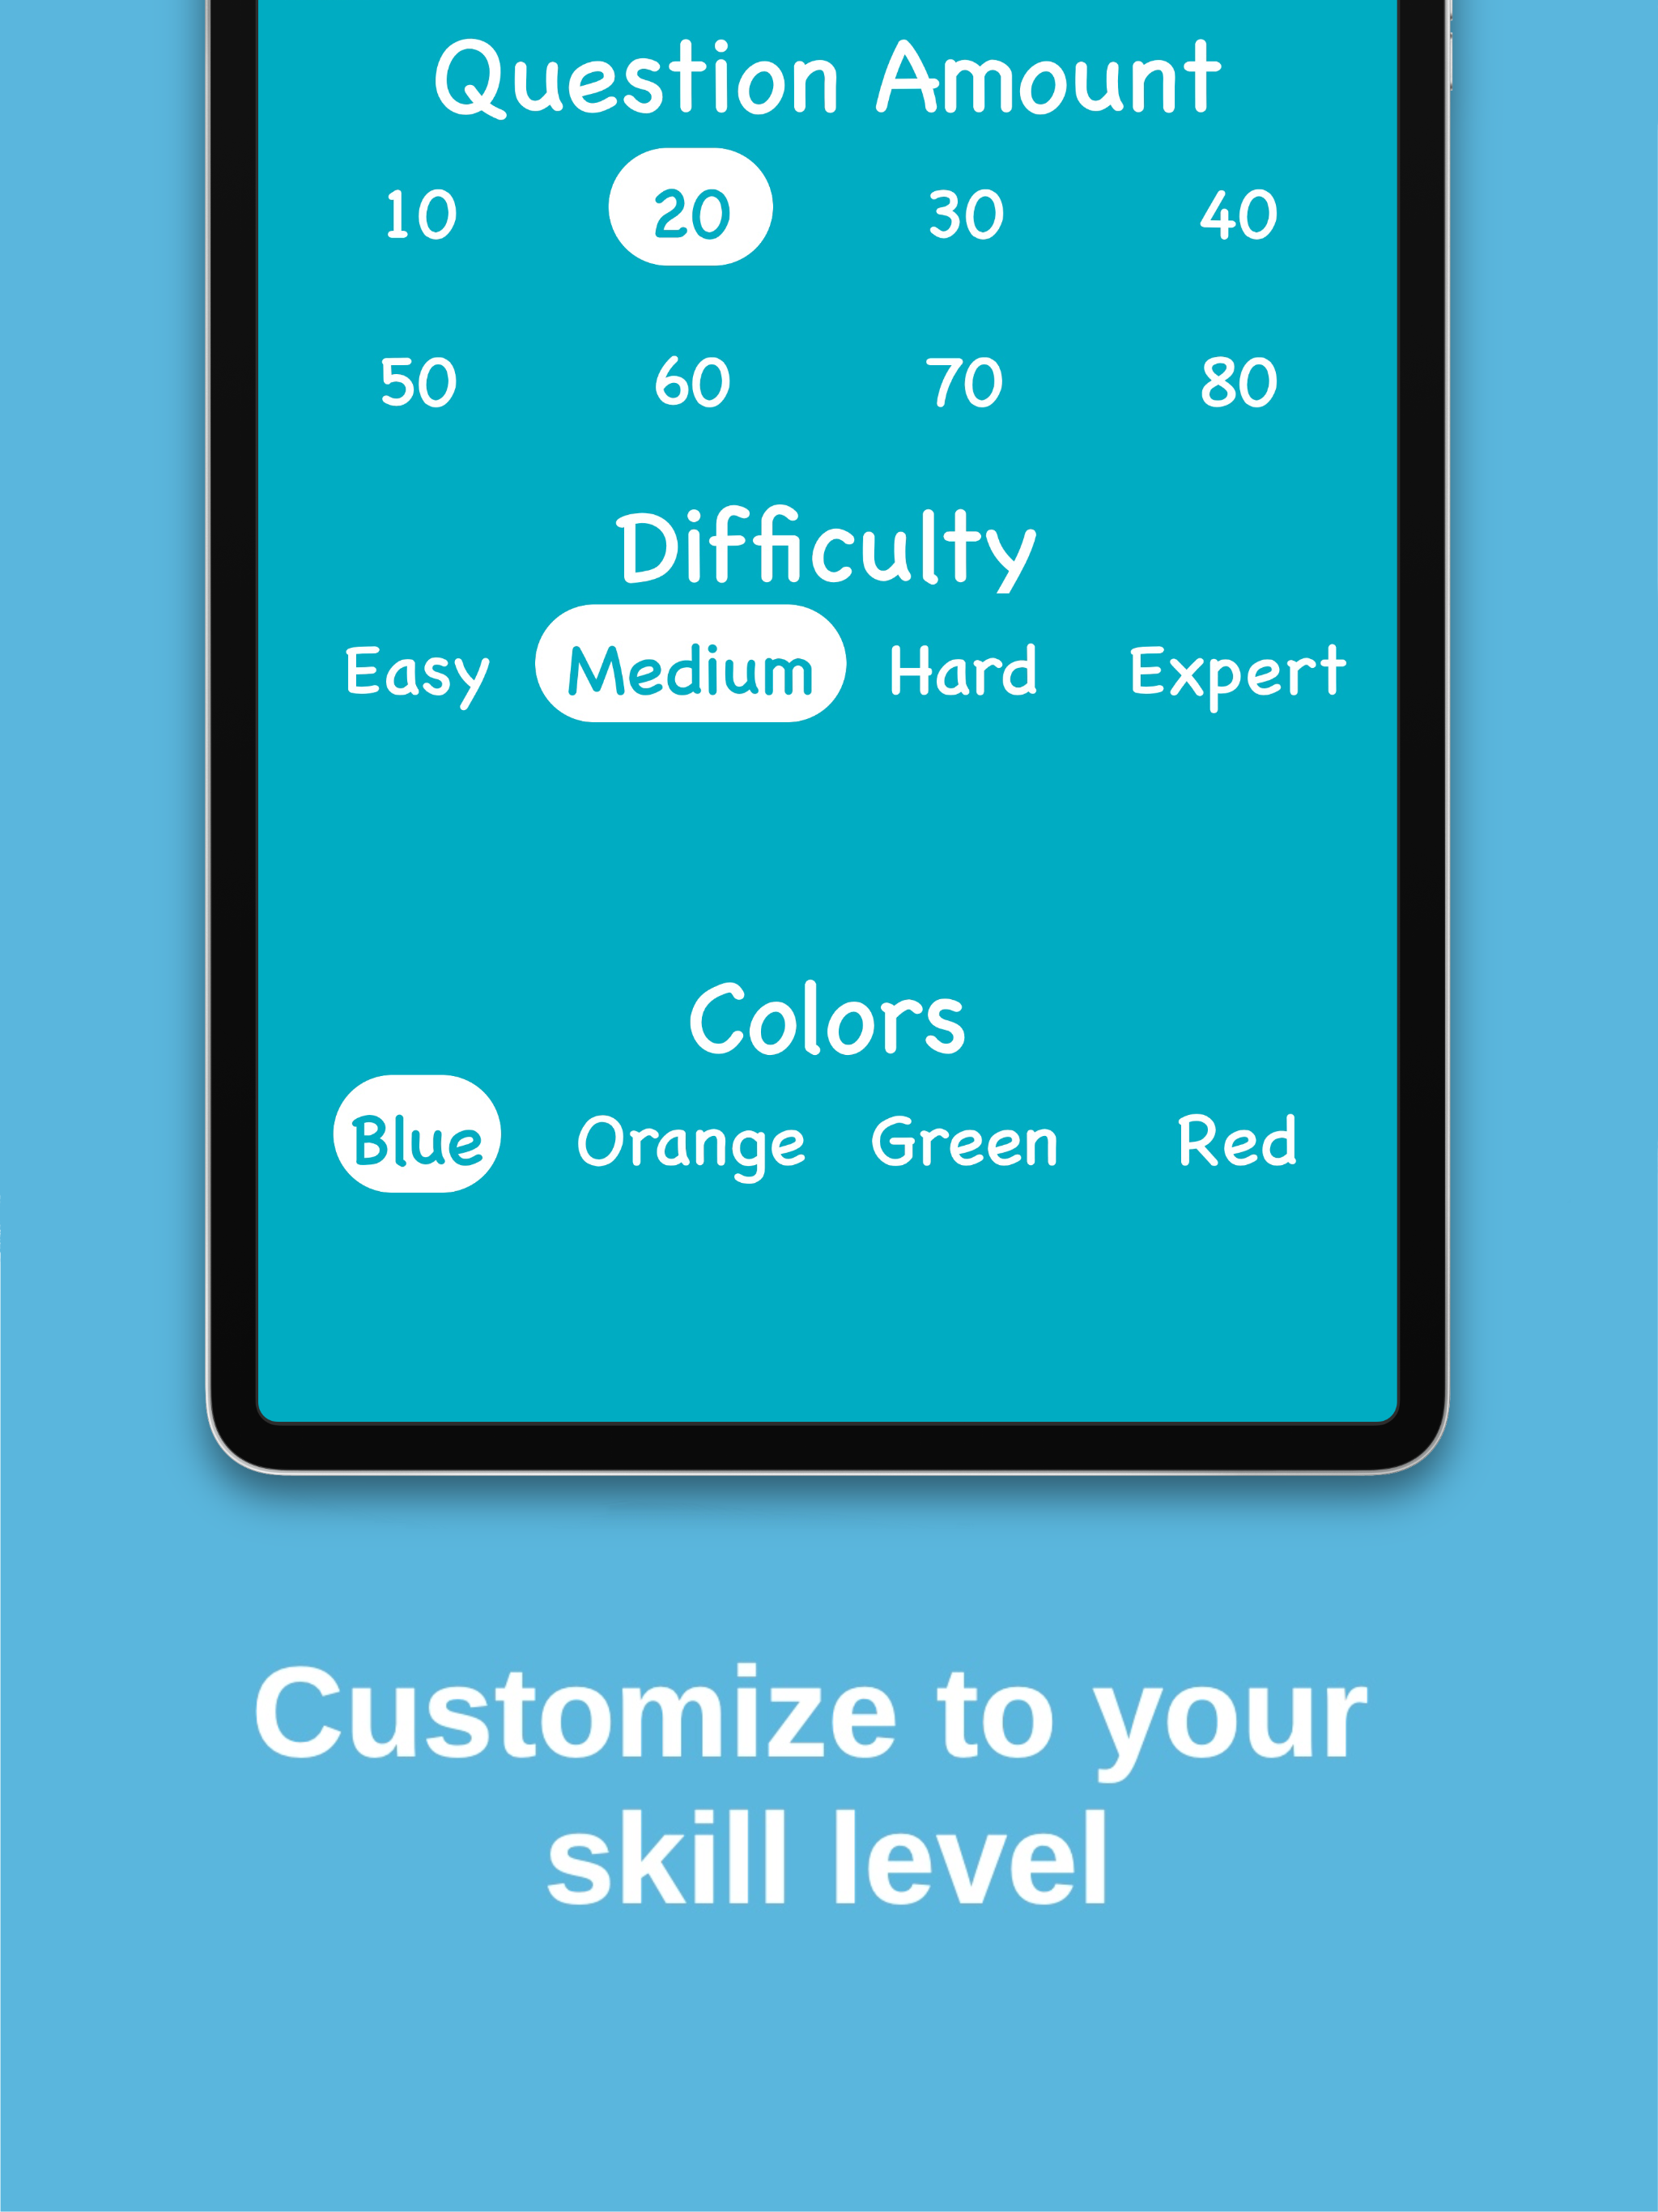 Question Amount
10 20 30 40
50 60 70 80
Difficulty
Easy Medium Hard Expert
Colors
Blue Orange Green Red
Customize to your
skill level